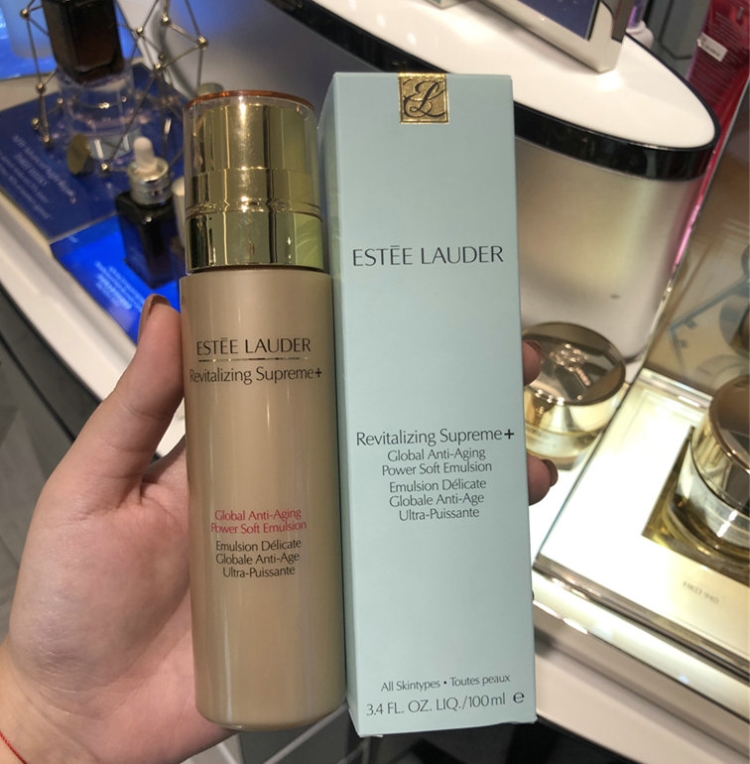 ESTĒE LAUDER
Revitalizing Supreme+
Global Anti-Aging
Power Soft Emulsion
Emulsion Délicate
Globale Anti-Age
Ultra-Puissante
ESTĒE LAUDER
Revitalizing Supreme+
Global Anti-Aging
Power Soft Emulsion
Emulsion Délicate
Globale Anti-Age
Ultra-Puissante
All Skintypes • Toutes peaux
3.4 FL. OZ. LIQ./100 ml ℮